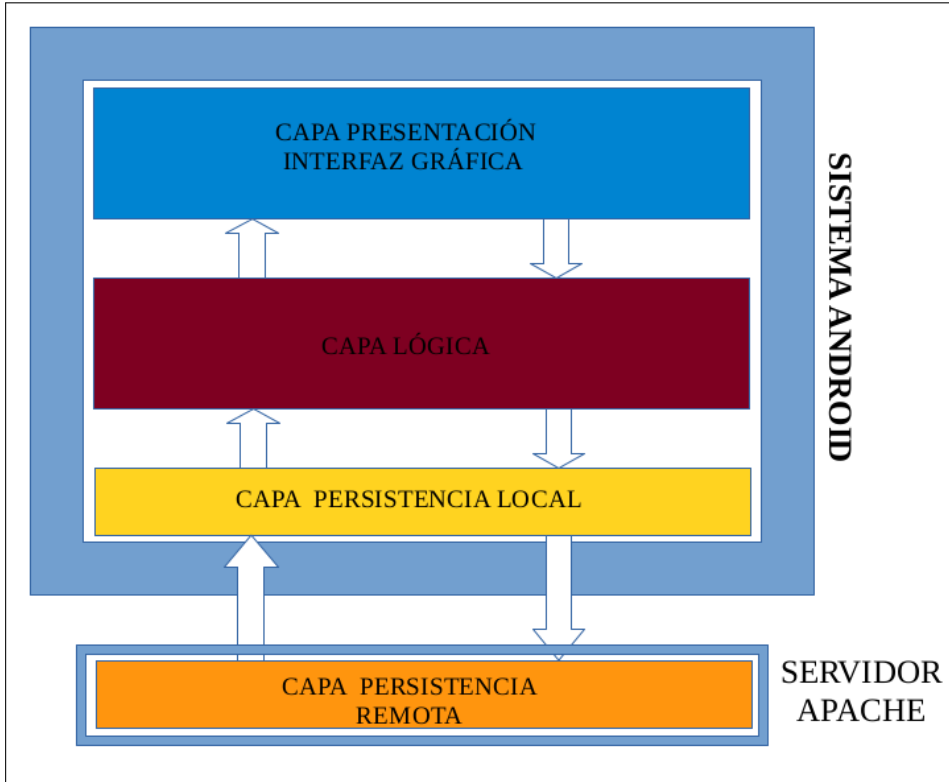 CAPA PRESENTACIÓN
INTERFAZ GRÁFICA
CAPA LÓGICA
CAPA PERSISTENCIA LOCAL
SISTEMA ANDROID
CAPA PERSISTENCIA
REMOTA
SERVIDOR
APACHE